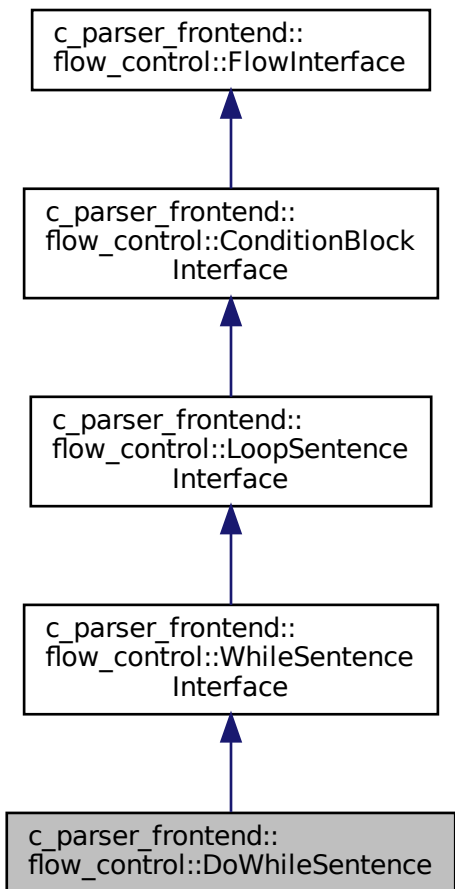 c_parser_frontend::
flow_control::FlowInterface
c_parser_frontend::
flow_control::ConditionBlock
Interface
c_parser_frontend::
flow_control::LoopSentence
Interface
c_parser_frontend::
flow_control::WhileSentence
Interface
c_parser_frontend::
flow_control::DoWhileSentence